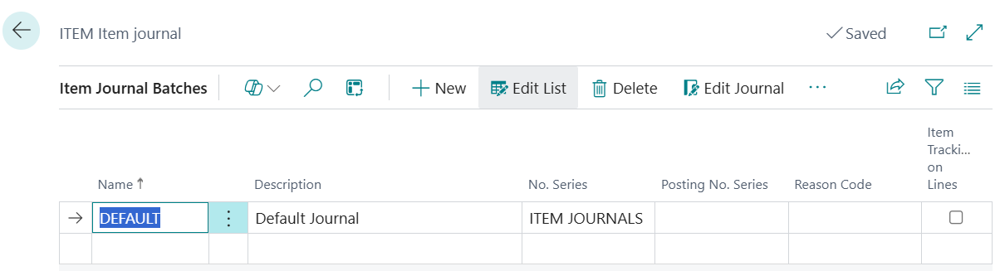 ITEM Item journal
Saved
Item Journal Batches
New
Edit List
Delete
Edit Journal
Item
Tracki...
on
Lines
Name ↑
Description
No. Series
Posting No. Series
Reason Code
DEFAULT
Default Journal
ITEM JOURNALS